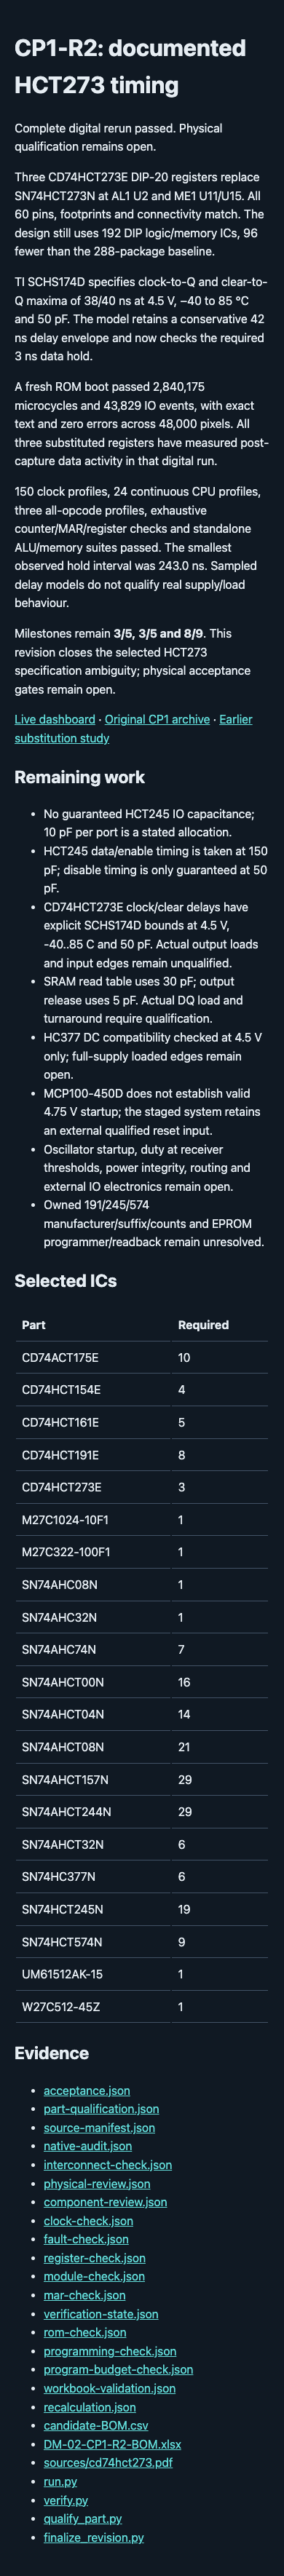 CP1-R2: documented
HCT273 timing
Complete digital rerun passed. Physical
qualification remains open.
Three CD74HCT273E DIP-20 registers replace
SN74HCT273N at AL1 U2 and ME1 U11/U15. All
60 pins, footprints and connectivity match. The
design still uses 192 DIP logic/memory ICs, 96
fewer than the 288-package baseline.
TI SCHS174D specifies clock-to-Q and clear-to-
Q maxima of 38/40 ns at 4.5 V, −40 to 85 °C
and 50 pF. The model retains a conservative 42
ns delay envelope and now checks the required
3 ns data hold.
A fresh ROM boot passed 2,840,175
microcycles and 43,829 IO events, with exact
text and zero errors across 48,000 pixels. All
three substituted registers have measured post-
capture data activity in that digital run.
150 clock profiles, 24 continuous CPU profiles,
three all-opcode profiles, exhaustive
counter/MAR/register checks and standalone
ALU/memory suites passed. The smallest
observed hold interval was 243.0 ns. Sampled
delay models do not qualify real supply/load
behaviour.
Milestones remain 3/5, 3/5 and 8/9. This
revision closes the selected HCT273
specification ambiguity; physical acceptance
gates remain open.
Live dashboard · Original CP1 archive · Earlier
substitution study
Remaining work
• No guaranteed HCT245 IO capacitance;
10 pF per port is a stated allocation.
• HCT245 data/enable timing is taken at 150
pF; disable timing is only guaranteed at 50
pF.
• CD74HCT273E clock/clear delays have
explicit SCHS174D bounds at 4.5 V,
-40..85 C and 50 pF. Actual output loads
and input edges remain unqualified.
• SRAM read table uses 30 pF; output
release uses 5 pF. Actual DQ load and
turnaround require qualification.
• HC377 DC compatibility checked at 4.5 V
only; full-supply loaded edges remain
open.
• MCP100-450D does not establish valid
4.75 V startup; the staged system retains
an external qualified reset input.
• Oscillator startup, duty at receiver
thresholds, power integrity, routing and
external IO electronics remain open.
• Owned 191/245/574
manufacturer/suffix/counts and EPROM
programmer/readback remain unresolved.
Selected ICs
Part Required
CD74ACT175E 10
CD74HCT154E 4
CD74HCT161E 5
CD74HCT191E 8
CD74HCT273E 3
M27C1024-10F1 1
M27C322-100F1 1
SN74AHC08N 1
SN74AHC32N 1
SN74AHC74N 7
SN74AHCT00N 16
SN74AHCT04N 14
SN74AHCT08N 21
SN74AHCT157N 29
SN74AHCT244N 29
SN74AHCT32N 6
SN74HC377N 6
SN74HCT245N 19
SN74HCT574N 9
UM61512AK-15 1
W27C512-45Z 1
Evidence
• acceptance.json
• part-qualification.json
• source-manifest.json
• native-audit.json
• interconnect-check.json
• physical-review.json
• component-review.json
• clock-check.json
• fault-check.json
• register-check.json
• module-check.json
• mar-check.json
• verification-state.json
• rom-check.json
• programming-check.json
• program-budget-check.json
• workbook-validation.json
• recalculation.json
• candidate-BOM.csv
• DM-02-CP1-R2-BOM.xlsx
• sources/cd74hct273.pdf
• run.py
• verify.py
• qualify_part.py
• finalize_revision.py